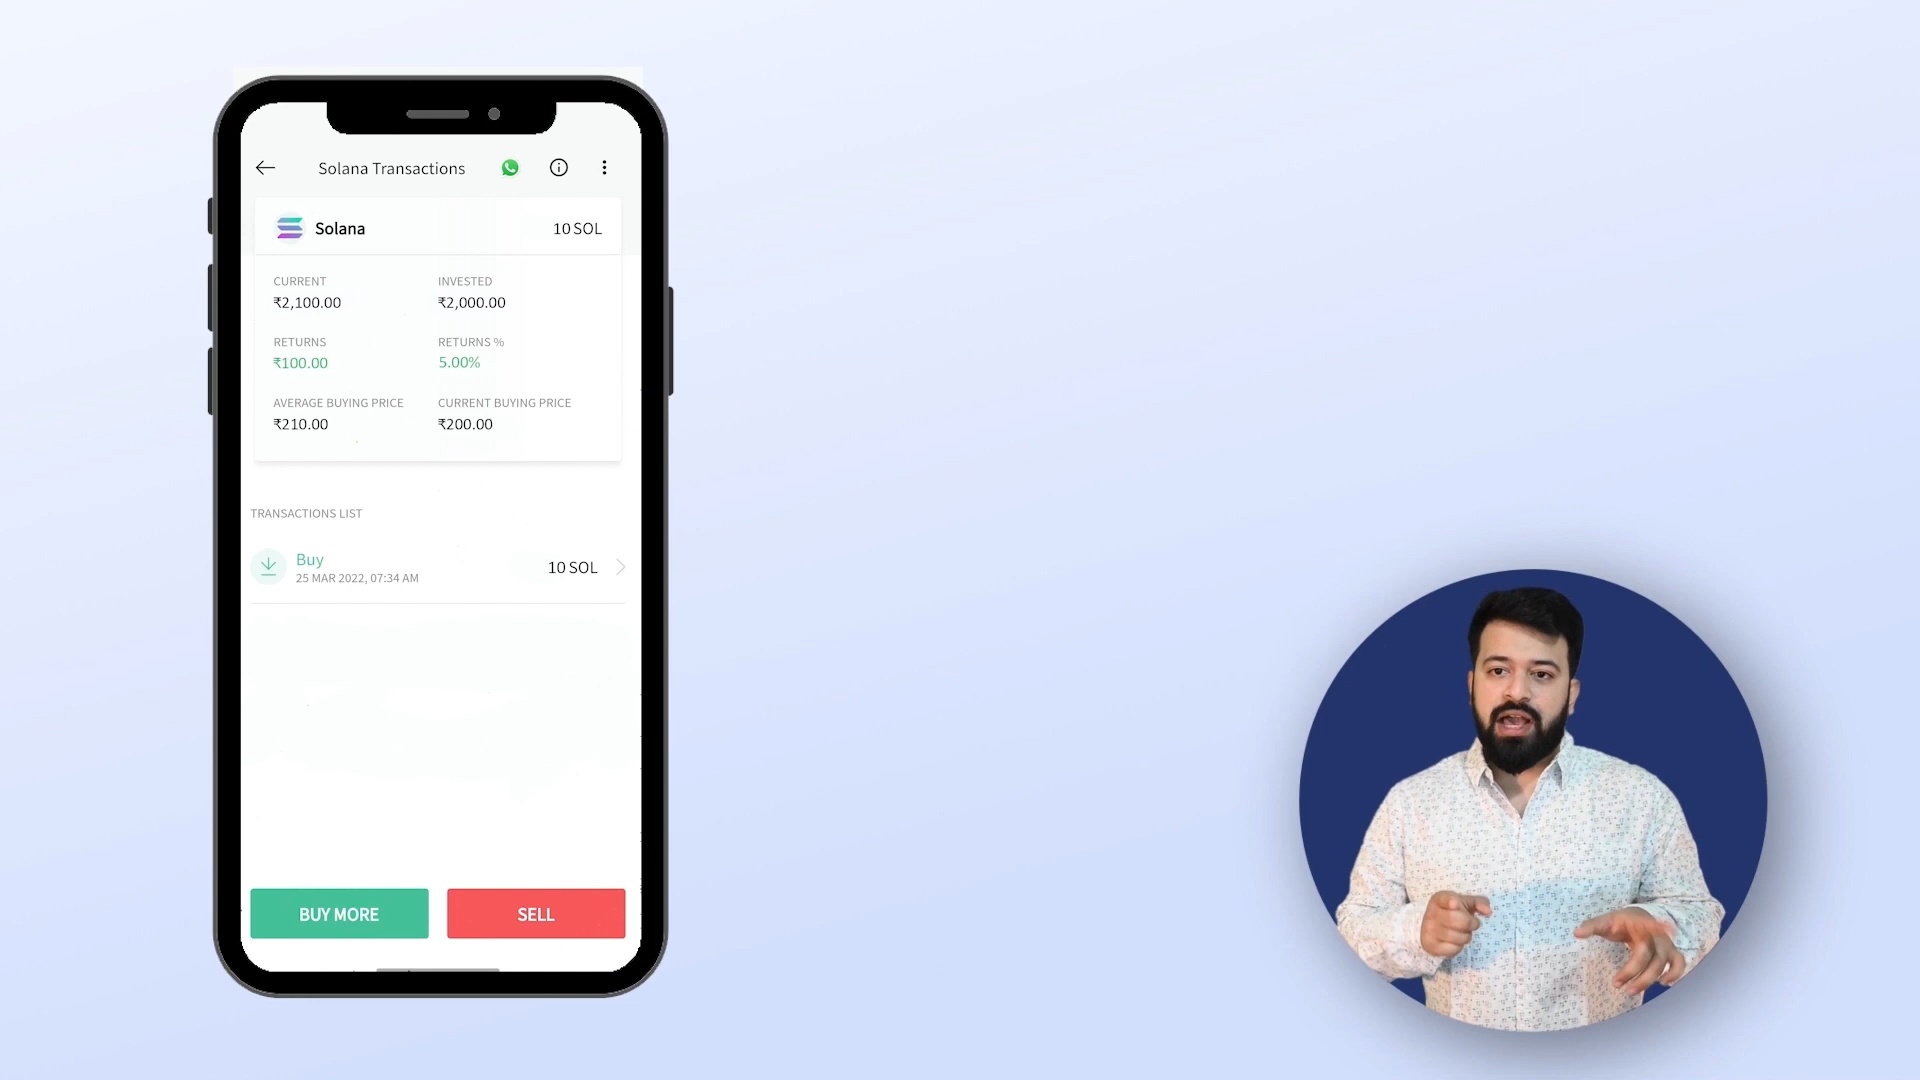 Solana Transactions
Solana 10 SOL
CURRENT INVESTED
₹2,100.00 ₹2,000.00
RETURNS RETURNS %
₹100.00 5.00%
AVERAGE BUYING PRICE CURRENT BUYING PRICE
₹210.00 ₹200.00
TRANSACTIONS LIST
Buy
25 MAR 2022, 07:34 AM
10 SOL
BUY MORE SELL